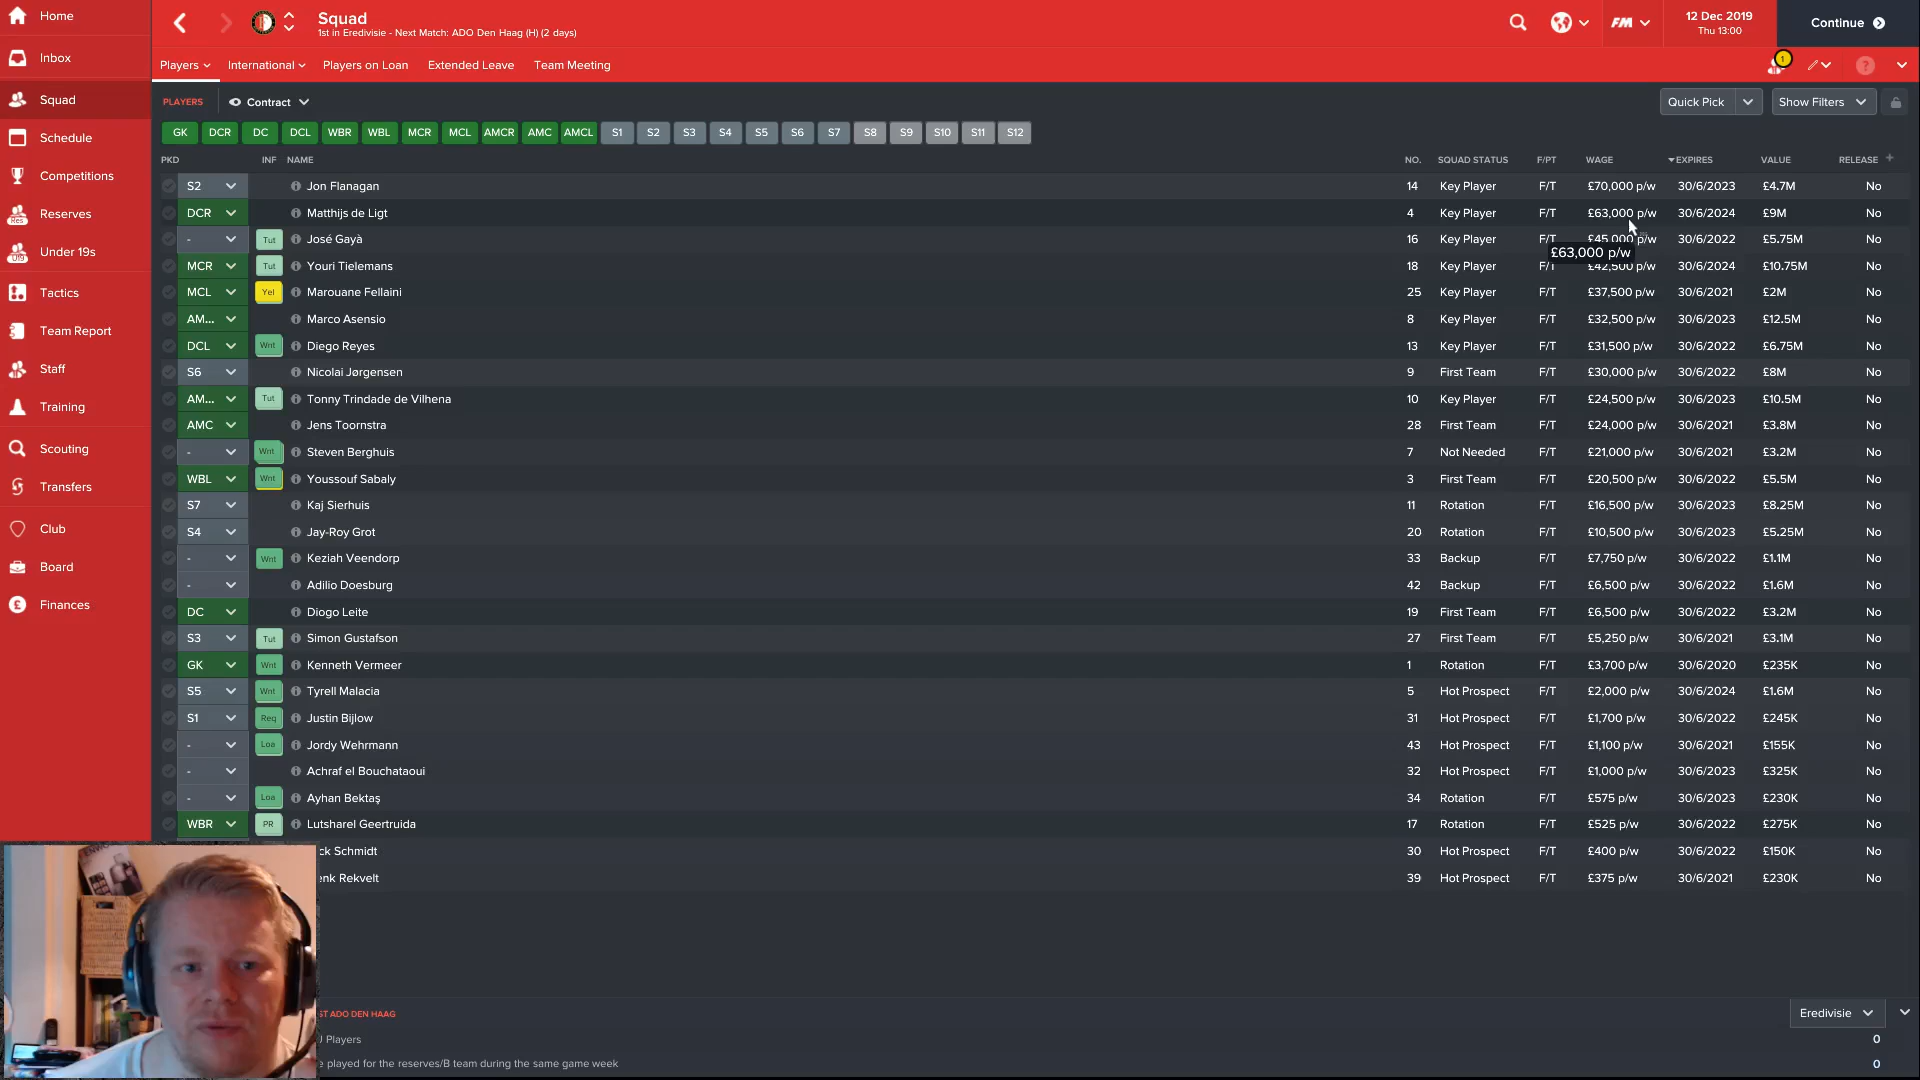 Home
Squad
1st in Eredivisie - Next Match: ADO Den Haag (H) (2 days)
FM
12 Dec 2019
Thu 13:00
Continue
Inbox
Players International Players on Loan Extended Leave Team Meeting
1
?
Squad
PLAYERS Contract Quick Pick Show Filters
GK DCR DC DCL WBR WBL MCR MCL AMCR AMC AMCL S1 S2 S3 S4 S5 S6 S7 S8 S9 S10 S11 S12
Schedule
PKD INF NAME NO. SQUAD STATUS F/PT WAGE EXPIRES VALUE RELEASE +
Competitions
S2 Jon Flanagan 14 Key Player F/T £70,000 p/w 30/6/2023 £4.7M No
Reserves
DCR Matthijs de Ligt 4 Key Player F/T £63,000 p/w 30/6/2024 £9M No
- Tut José Gayà 16 Key Player F/T £45,000 p/w 30/6/2022 £5.75M No
Under 19s
£63,000 p/w
MCR Tut Youri Tielemans 18 Key Player F/T £42,500 p/w 30/6/2024 £10.75M No
Tactics
MCL Yel Marouane Fellaini 25 Key Player F/T £37,500 p/w 30/6/2021 £2M No
AM... Marco Asensio 8 Key Player F/T £32,500 p/w 30/6/2023 £12.5M No
Team Report
DCL Wnt Diego Reyes 13 Key Player F/T £31,500 p/w 30/6/2022 £6.75M No
Staff
S6 Nicolai Jørgensen 9 First Team F/T £30,000 p/w 30/6/2022 £8M No
AM... Tut Tonny Trindade de Vilhena 10 Key Player F/T £24,500 p/w 30/6/2023 £10.5M No
Training
AMC Jens Toornstra 28 First Team F/T £24,000 p/w 30/6/2021 £3.8M No
Scouting
- Wnt Steven Berghuis 7 Not Needed F/T £21,000 p/w 30/6/2021 £3.2M No
WBL Wnt Youssouf Sabaly 3 First Team F/T £20,500 p/w 30/6/2022 £5.5M No
Transfers
S7 Kaj Sierhuis 11 Rotation F/T £16,500 p/w 30/6/2023 £8.25M No
Club
S4 Jay-Roy Grot 20 Rotation F/T £10,500 p/w 30/6/2023 £5.25M No
- Wnt Keziah Veendorp 33 Backup F/T £7,750 p/w 30/6/2022 £1.1M No
Board
- Adilio Doesburg 42 Backup F/T £6,500 p/w 30/6/2022 £1.6M No
Finances
DC Diogo Leite 19 First Team F/T £6,500 p/w 30/6/2022 £3.2M No
S3 Tut Simon Gustafson 27 First Team F/T £5,250 p/w 30/6/2021 £3.1M No
GK Wnt Kenneth Vermeer 1 Rotation F/T £3,700 p/w 30/6/2020 £235K No
S5 Wnt Tyrell Malacia 5 Hot Prospect F/T £2,000 p/w 30/6/2024 £1.6M No
S1 Req Justin Bijlow 31 Hot Prospect F/T £1,700 p/w 30/6/2022 £245K No
- Loa Jordy Wehrmann 43 Hot Prospect F/T £1,100 p/w 30/6/2021 £155K No
- Achraf el Bouchataoui 32 Hot Prospect F/T £1,000 p/w 30/6/2023 £325K No
- Loa Ayhan Bektaş 34 Rotation F/T £575 p/w 30/6/2023 £230K No
WBR PR Lutsharel Geertruida 17 Rotation F/T £525 p/w 30/6/2022 £275K No
ck Schmidt 30 Hot Prospect F/T £400 p/w 30/6/2022 £150K No
enk Rekvelt 39 Hot Prospect F/T £375 p/w 30/6/2021 £230K No
ST ADO DEN HAAG
Eredivisie
Players 0
e played for the reserves/B team during the same game week 0